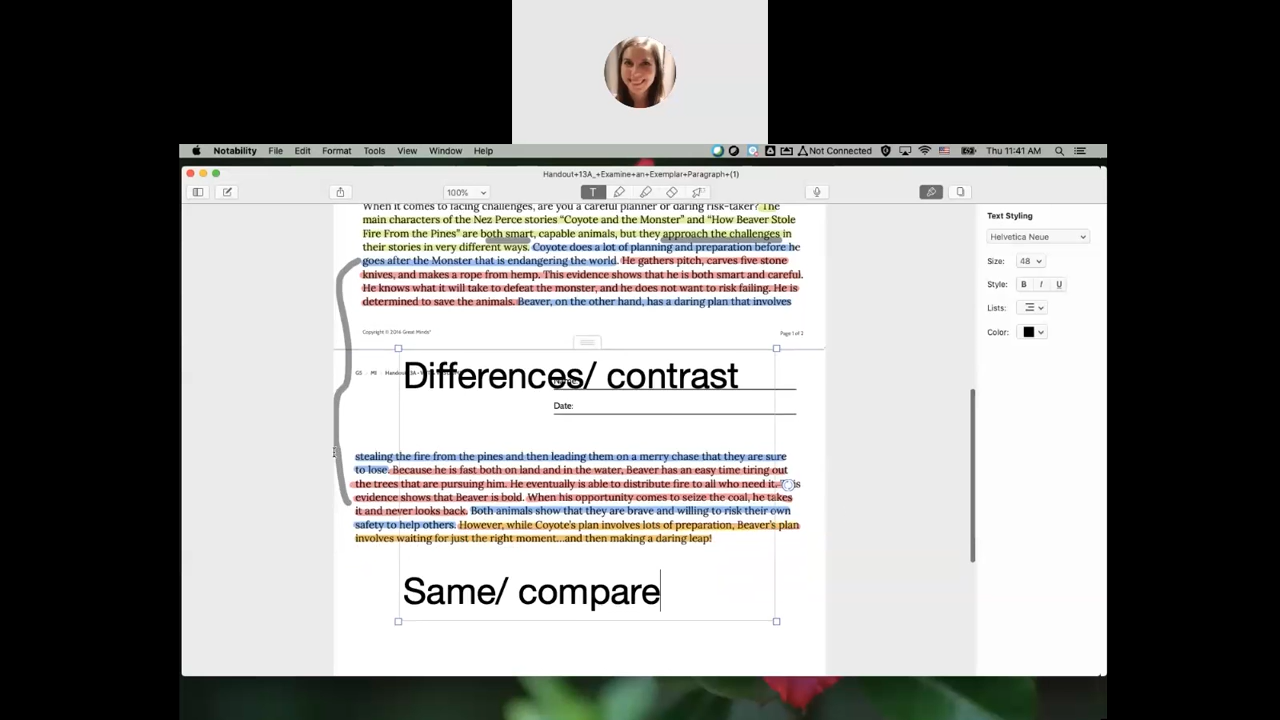 Notability File Edit Format Tools View Window Help Not Connected Thu 11:41 AM
Handout+13A_+Examine+an+Exemplar+Paragraph+(1)
100% T
Text Styling
Helvetica Neue
Size: 48
Style: B I U
Lists:
Color:
When it comes to facing challenges, are you a careful planner or daring risk-taker? The
main characters of the Nez Perce stories “Coyote and the Monster” and “How Beaver Stole
Fire From the Pines” are both smart, capable animals, but they approach the challenges in
their stories in very different ways. Coyote does a lot of planning and preparation before he
goes after the Monster that is endangering the world. He gathers pitch, carves five stone
knives, and makes a rope from hemp. This evidence shows that he is both smart and careful.
He knows what it will take to defeat the monster, and he does not want to risk failing. He is
determined to save the animals. Beaver, on the other hand, has a daring plan that involves
Copyright © 2016 Great Minds® Page 1 of 2
Differences/ contrast
Date:
stealing the fire from the pines and then leading them on a merry chase that they are sure
to lose. Because he is fast both on land and in the water, Beaver has an easy time tiring out
the trees that are pursuing him. He eventually is able to distribute fire to all who need it.
evidence shows that Beaver is bold. When his opportunity comes to seize the coal, he takes
it and never looks back. Both animals show that they are brave and willing to risk their own
safety to help others. However, while Coyote’s plan involves lots of preparation, Beaver’s plan
involves waiting for just the right moment…and then making a daring leap!
Same/ compare